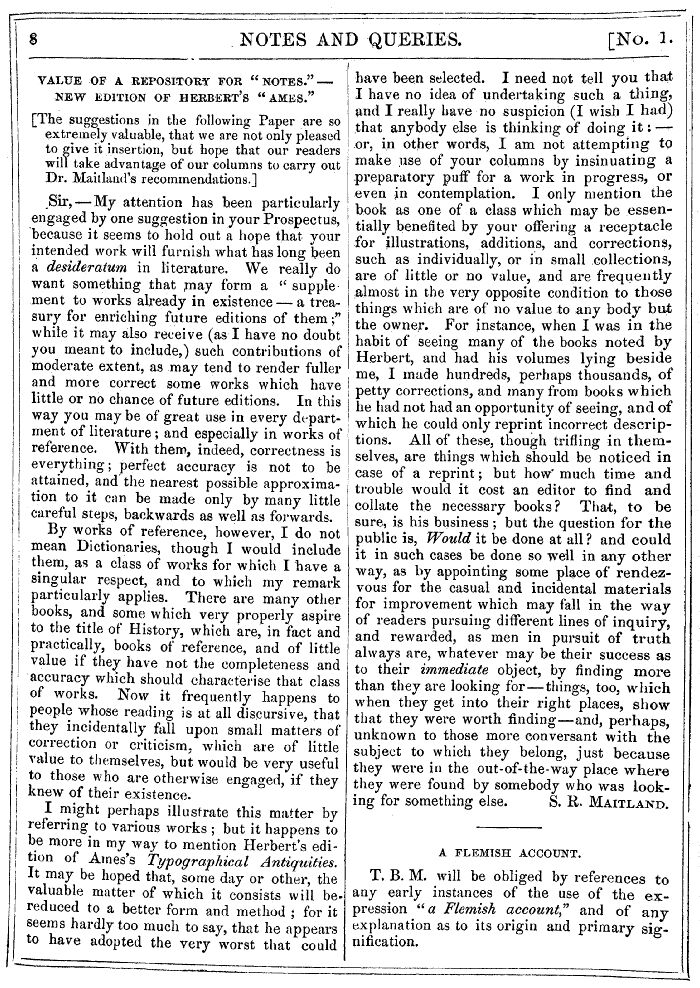 8 NOTES AND QUERIES. [No. 1.
VALUE OF A REPOSITORY FOR "NOTES."—
NEW EDITION OF HERBERT'S "AMES."
[The suggestions in the following Paper are so
extremely valuable, that we are not only pleased
to give it insertion, but hope that our readers
will take advantage of our columns to carry out
Dr. Maitland's recommendations.]
Sir,—My attention has been particularly
engaged by one suggestion in your Prospectus,
because it seems to hold out a hope that your
intended work will furnish what has long been
a desideratum in literature. We really do
want something that may form a "supple-
ment to works already in existence—a trea-
sury for enriching future editions of them;"
while it may also receive (as I have no doubt
you meant to include,) such contributions of
moderate extent, as may tend to render fuller
and more correct some works which have
little or no chance of future editions. In this
way you may be of great use in every depart-
ment of literature; and especially in works of
reference. With them, indeed, correctness is
everything; perfect accuracy is not to be
attained, and the nearest possible approxima-
tion to it can be made only by many little
careful steps, backwards as well as forwards.
By works of reference, however, I do not
mean Dictionaries, though I would include
them, as a class of works for which I have a
singular respect, and to which my remark
particularly applies. There are many other
books, and some which very properly aspire
to the title of History, which are, in fact and
practically, books of reference, and of little
value if they have not the completeness and
accuracy which should characterise that class
of works. Now it frequently happens to
people whose reading is at all discursive, that
they incidentally fall upon small matters of
correction or criticism, which are of little
value to themselves, but would be very useful
to those who are otherwise engaged, if they
knew of their existence.
I might perhaps illustrate this matter by
referring to various works; but it happens to
be more in my way to mention Herbert's edi-
tion of Ames's Typographical Antiquities.
It may be hoped that, some day or other, the
valuable matter of which it consists will be
reduced to a better form and method; for it
seems hardly too much to say, that he appears
to have adopted the very worst that could
have been selected. I need not tell you that
I have no idea of undertaking such a thing,
and I really have no suspicion (I wish I had)
that anybody else is thinking of doing it:—
or, in other words, I am not attempting to
make use of your columns by insinuating a
preparatory puff for a work in progress, or
even in contemplation. I only mention the
book as one of a class which may be essen-
tially benefited by your offering a receptacle
for illustrations, additions, and corrections,
such as individually, or in small collections,
are of little or no value, and are frequently
almost in the very opposite condition to those
things which are of no value to any body but
the owner. For instance, when I was in the
habit of seeing many of the books noted by
Herbert, and had his volumes lying beside
me, I made hundreds, perhaps thousands, of
petty corrections, and many from books which
he had not had an opportunity of seeing, and of
which he could only reprint incorrect descrip-
tions. All of these, though trifling in them-
selves, are things which should be noticed in
case of a reprint; but how much time and
trouble would it cost an editor to find and
collate the necessary books? That, to be
sure, is his business; but the question for the
public is, Would it be done at all? and could
it in such cases be done so well in any other
way, as by appointing some place of rendez-
vous for the casual and incidental materials
for improvement which may fall in the way
of readers pursuing different lines of inquiry,
and rewarded, as men in pursuit of truth
always are, whatever may be their success as
to their immediate object, by finding more
than they are looking for—things, too, which
when they get into their right places, show
that they were worth finding—and, perhaps,
unknown to those more conversant with the
subject to which they belong, just because
they were in the out-of-the-way place where
they were found by somebody who was look-
ing for something else. S. R. MAITLAND.
A FLEMISH ACCOUNT.
T. B. M. will be obliged by references to
any early instances of the use of the ex-
pression "a Flemish account," and of any
explanation as to its origin and primary sig-
nification.